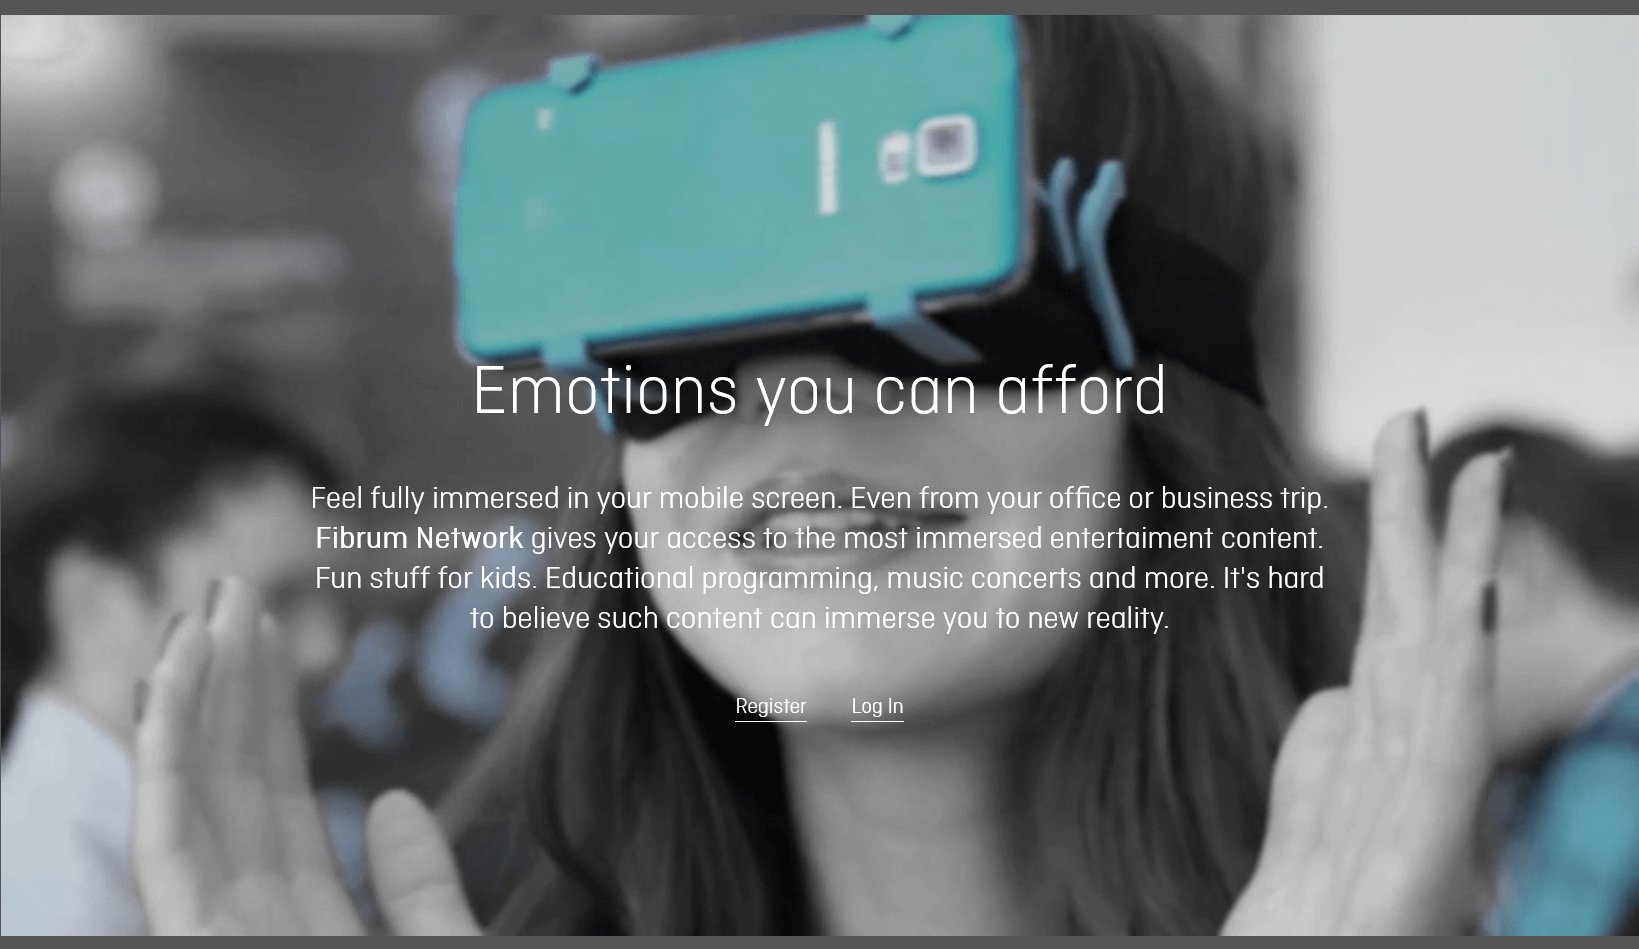 SAMSUNG
Emotions you can afford
Feel fully immersed in your mobile screen. Even from your office or business trip.
Fibrum Network gives your access to the most immersed entertaiment content.
Fun stuff for kids. Educational programming, music concerts and more. It's hard
to believe such content can immerse you to new reality.
Register Log In